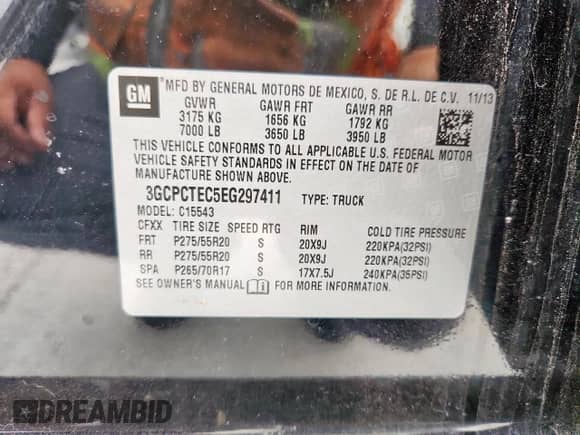 GM
MFD BY GENERAL MOTORS DE MEXICO, S. DE R.L. DE C.V. 11/13
GVWR GAWR FRT GAWR RR
3175 KG 1656 KG 1792 KG
7000 LB 3650 LB 3950 LB
THIS VEHICLE CONFORMS TO ALL APPLICABLE U.S. FEDERAL MOTOR
VEHICLE SAFETY STANDARDS IN EFFECT ON THE DATE OF
MANUFACTURE SHOWN ABOVE.
3GCPCTEC5EG297411 TYPE: TRUCK
MODEL: C15543
CFXX TIRE SIZE SPEED RTG RIM COLD TIRE PRESSURE
FRT P275/55R20 S 20X9J 220KPA(32PSI)
RR P275/55R20 S 20X9J 220KPA(32PSI)
SPA P265/70R17 S 17X7.5J 240KPA(35PSI)
SEE OWNER'S MANUAL FOR MORE INFORMATION.
DREAMBID